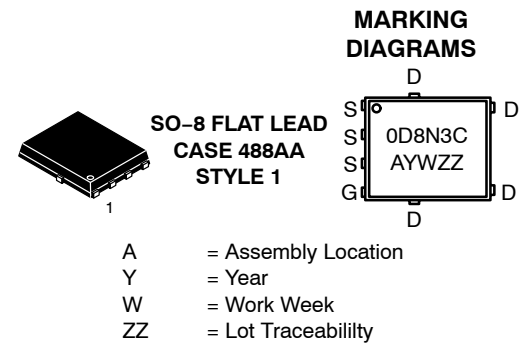 MARKING
DIAGRAMS
D
SO−8 FLAT LEAD
CASE 488AA
STYLE 1
1
S
S
S
G
0D8N3C
AYWZZ
D
D
D
A = Assembly Location
Y = Year
W = Work Week
ZZ = Lot Traceabililty